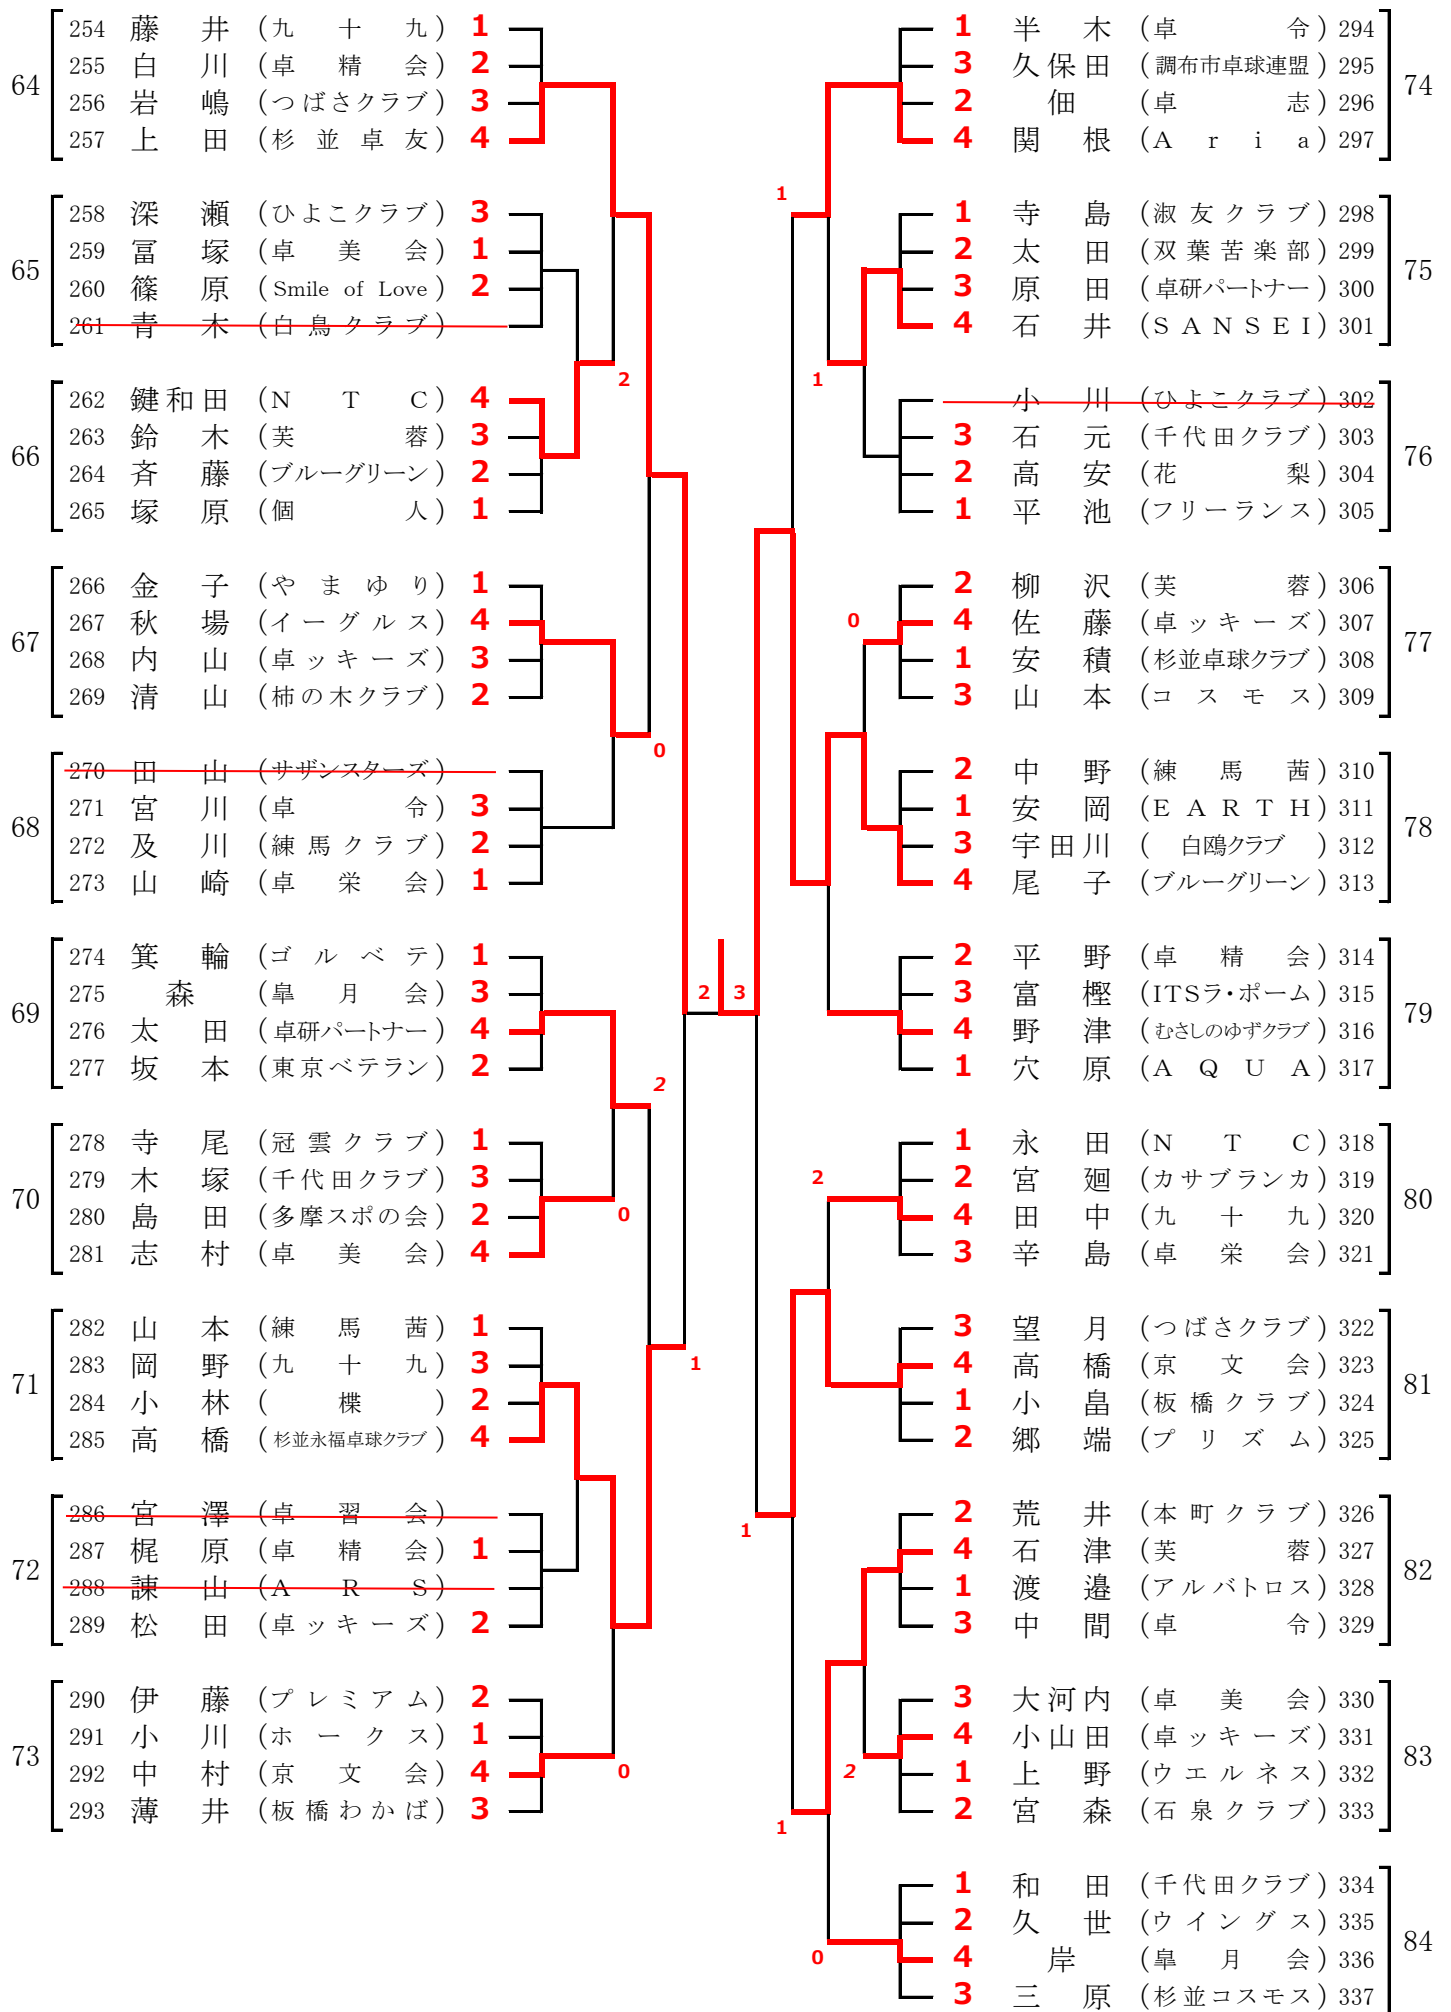 64
254 藤井 (九十九) 1
255 白川 (卓精会) 2
256 岩嶋 (つばさクラブ) 3
257 上田 (杉並卓友) 4
65
258 深瀬 (ひよこクラブ) 3
259 冨塚 (卓美会) 1
260 篠原 (Smile of Love) 2
261 青木 (白鳥クラブ)
66
262 鍵和田 (NTC) 4
263 鈴木 (芙蓉) 3
264 斉藤 (ブルーグリーン) 2
265 塚原 (個人) 1
2
67
266 金子 (やまゆり) 1
267 秋場 (イーグルス) 4
268 内山 (卓ッキーズ) 3
269 清山 (柿の木クラブ) 2
0
68
270 田山 (サザンスターズ)
271 宮川 (卓令) 3
272 及川 (練馬クラブ) 2
273 山崎 (卓栄会) 1
69
274 箕輪 (ゴルベテ) 1
275 森 (皐月会) 3
276 太田 (卓研パートナー) 4
277 坂本 (東京ベテラン) 2
2 3
2
70
278 寺尾 (冠雲クラブ) 1
279 木塚 (千代田クラブ) 3
280 島田 (多摩スポの会) 2
281 志村 (卓美会) 4
0
71
282 山本 (練馬茜) 1
283 岡野 (九十九) 3
284 小林 (楪) 2
285 高橋 (杉並永福卓球クラブ) 4
1
72
286 宮澤 (卓習会)
287 梶原 (卓精会) 1
288 諌山 (ARS)
289 松田 (卓ッキーズ) 2
73
290 伊藤 (プレミアム) 2
291 小川 (ホークス) 1
292 中村 (京文会) 4
293 薄井 (板橋わかば) 3
0
1 半木 (卓令) 294
3 久保田 (調布市卓球連盟) 295
2 佃 (卓志) 296
4 関根 (Aria) 297
74
1
1 寺島 (淑友クラブ) 298
2 太田 (双葉苦楽部) 299
3 原田 (卓研パートナー) 300
4 石井 (SANSEI) 301
75
1
小川 (ひよこクラブ) 302
3 石元 (千代田クラブ) 303
2 高安 (花梨) 304
1 平池 (フリーランス) 305
76
2 柳沢 (芙蓉) 306
4 佐藤 (卓ッキーズ) 307
1 安積 (杉並卓球クラブ) 308
3 山本 (コスモス) 309
77
0
2 中野 (練馬茜) 310
1 安岡 (EARTH) 311
3 宇田川 (白鴎クラブ) 312
4 尾子 (ブルーグリーン) 313
78
2 平野 (卓精会) 314
3 富樫 (ITSラ・ポーム) 315
4 野津 (むさしのゆずクラブ) 316
1 穴原 (AQUA) 317
79
1 永田 (NTC) 318
2 宮廻 (カサブランカ) 319
4 田中 (九十九) 320
3 辛島 (卓栄会) 321
80
2
3 望月 (つばさクラブ) 322
4 高橋 (京文会) 323
1 小畠 (板橋クラブ) 324
2 郷端 (プリズム) 325
81
2 荒井 (本町クラブ) 326
4 石津 (芙蓉) 327
1 渡邉 (アルバトロス) 328
3 中間 (卓令) 329
82
1
3 大河内 (卓美会) 330
4 小山田 (卓ッキーズ) 331
1 上野 (ウエルネス) 332
2 宮森 (石泉クラブ) 333
83
2
1
1 和田 (千代田クラブ) 334
2 久世 (ウイングス) 335
4 岸 (皐月会) 336
3 三原 (杉並コスモス) 337
84
0